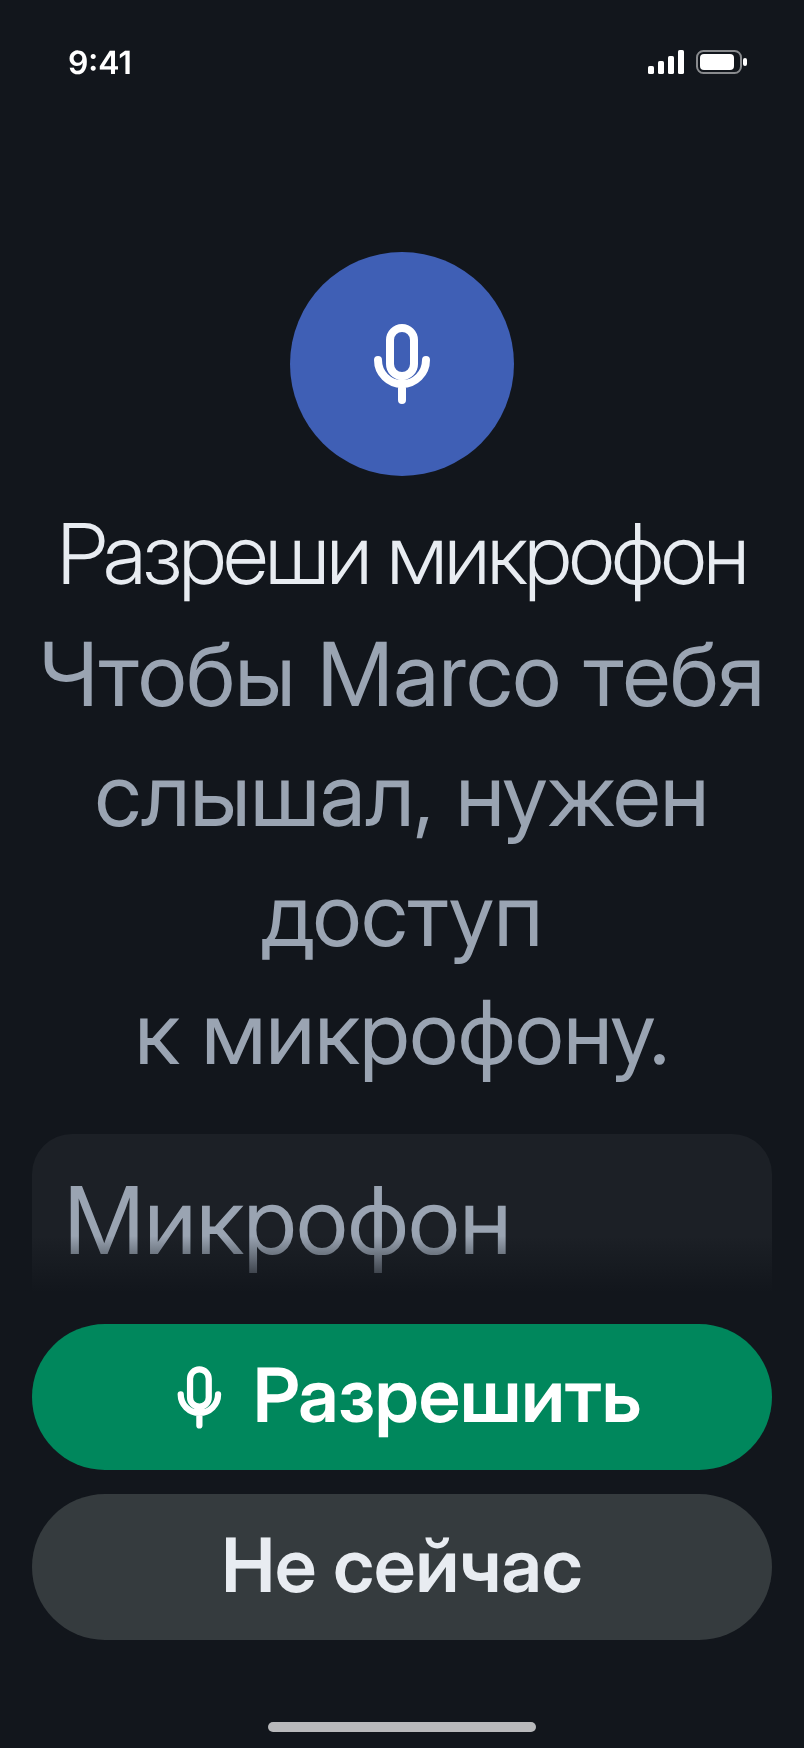 9:41
Разреши микрофон
Чтобы Marco тебя
слышал, нужен
доступ
к микрофону.
Микрофон
Разрешить
Не сейчас